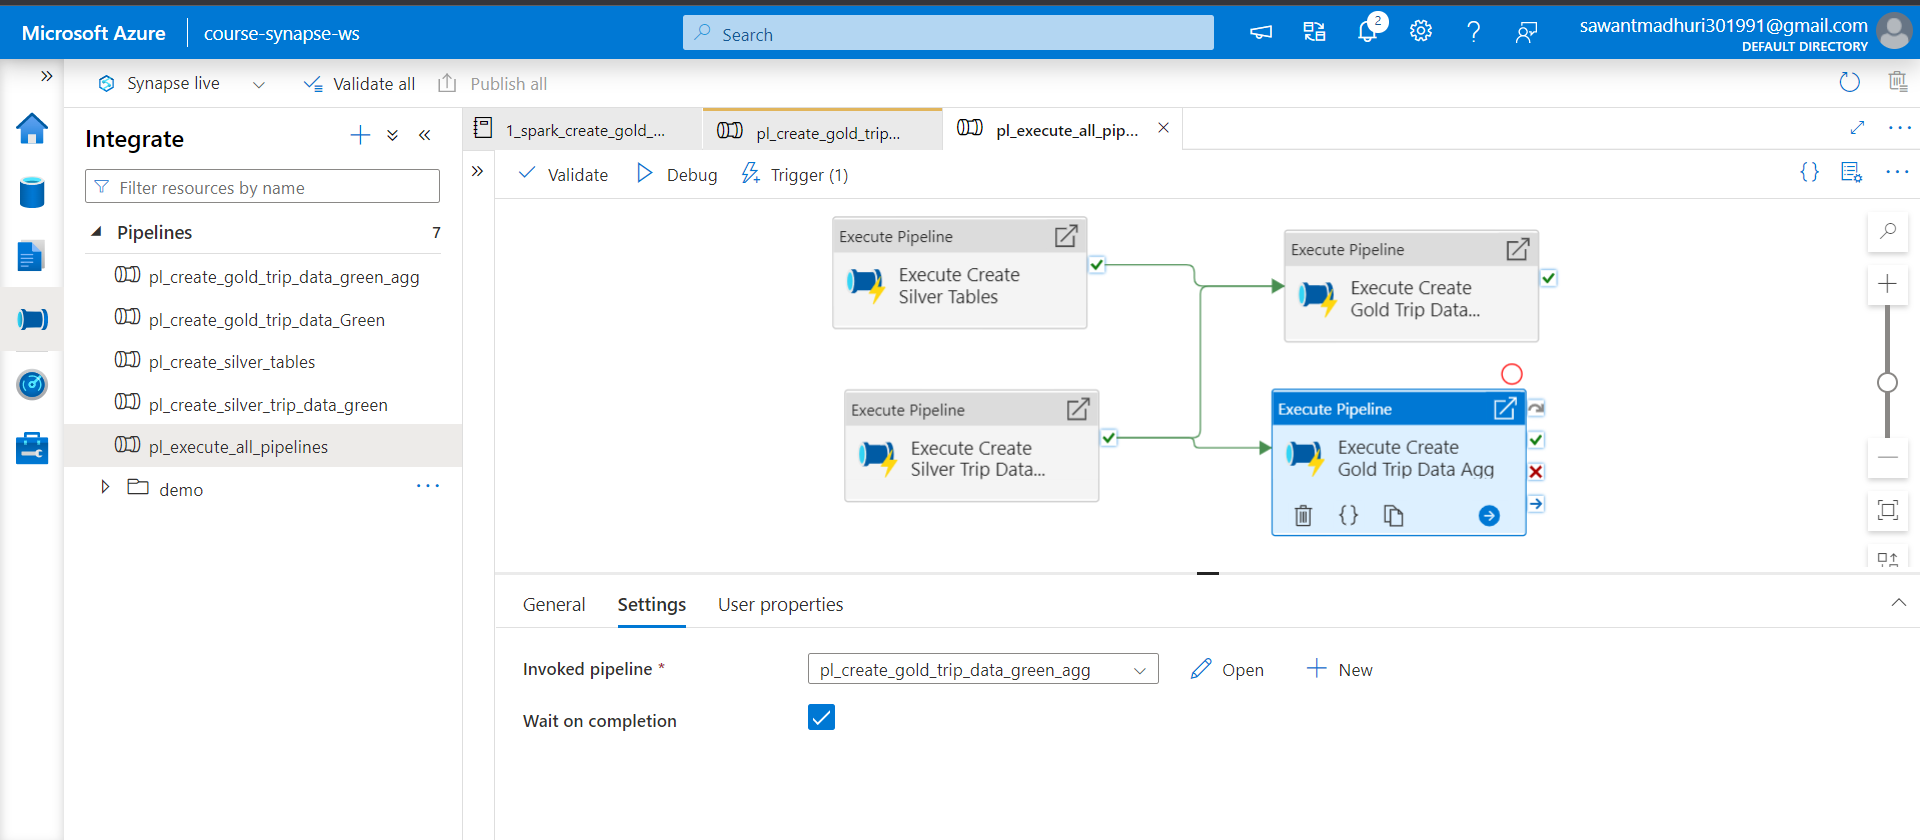 Microsoft Azure
course-synapse-ws
Search
2
sawantmadhuri301991@gmail.com
DEFAULT DIRECTORY
Synapse live
Validate all
Publish all
Integrate
Filter resources by name
Pipelines
7
pl_create_gold_trip_data_green_agg
pl_create_gold_trip_data_Green
pl_create_silver_tables
pl_create_silver_trip_data_green
pl_execute_all_pipelines
demo
1_spark_create_gold_...
pl_create_gold_trip...
pl_execute_all_pip...
Validate
Debug
Trigger (1)
Execute Pipeline
Execute Create
Silver Tables
Execute Pipeline
Execute Create
Gold Trip Data...
Execute Pipeline
Execute Create
Silver Trip Data...
Execute Pipeline
Execute Create
Gold Trip Data Agg
General
Settings
User properties
Invoked pipeline *
pl_create_gold_trip_data_green_agg
Open
New
Wait on completion